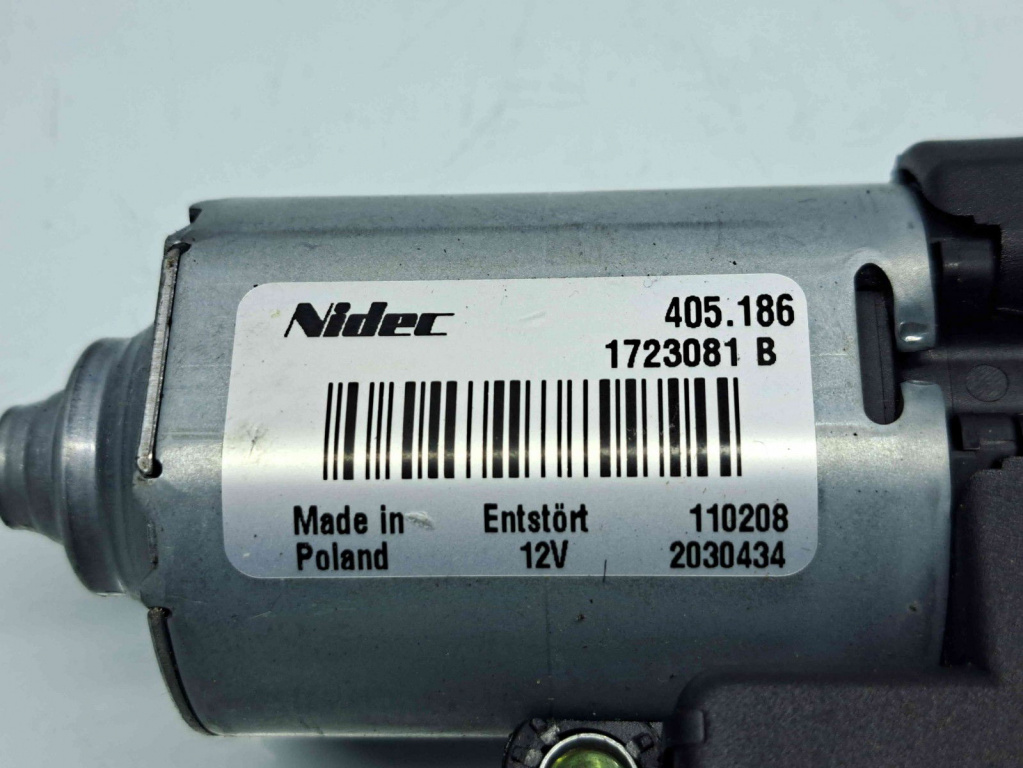 Nidec 405.186
1723081 B
Made in Entstört 110208
Poland 12V 2030434